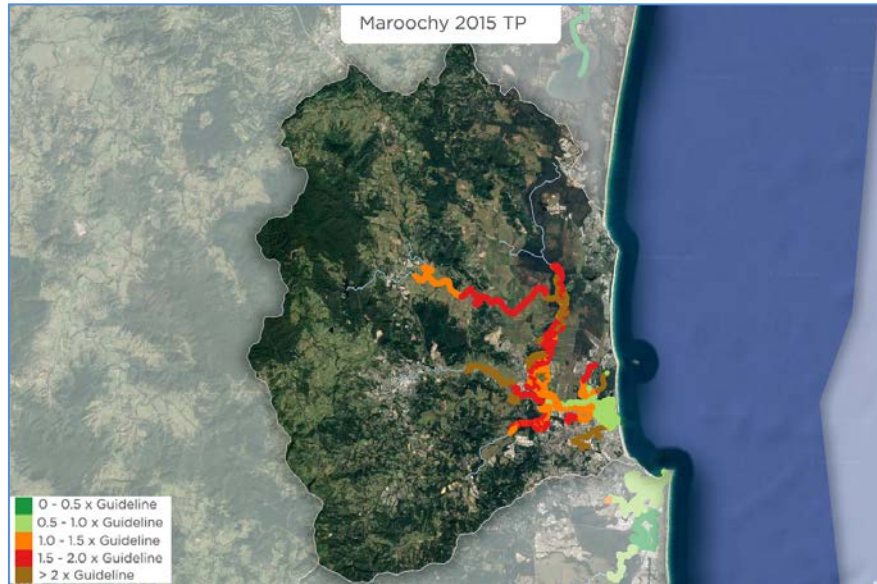 Maroochy 2015 TP
0 - 0.5 x Guideline
0.5 - 1.0 x Guideline
1.0 - 1.5 x Guideline
1.5 - 2.0 x Guideline
> 2 x Guideline